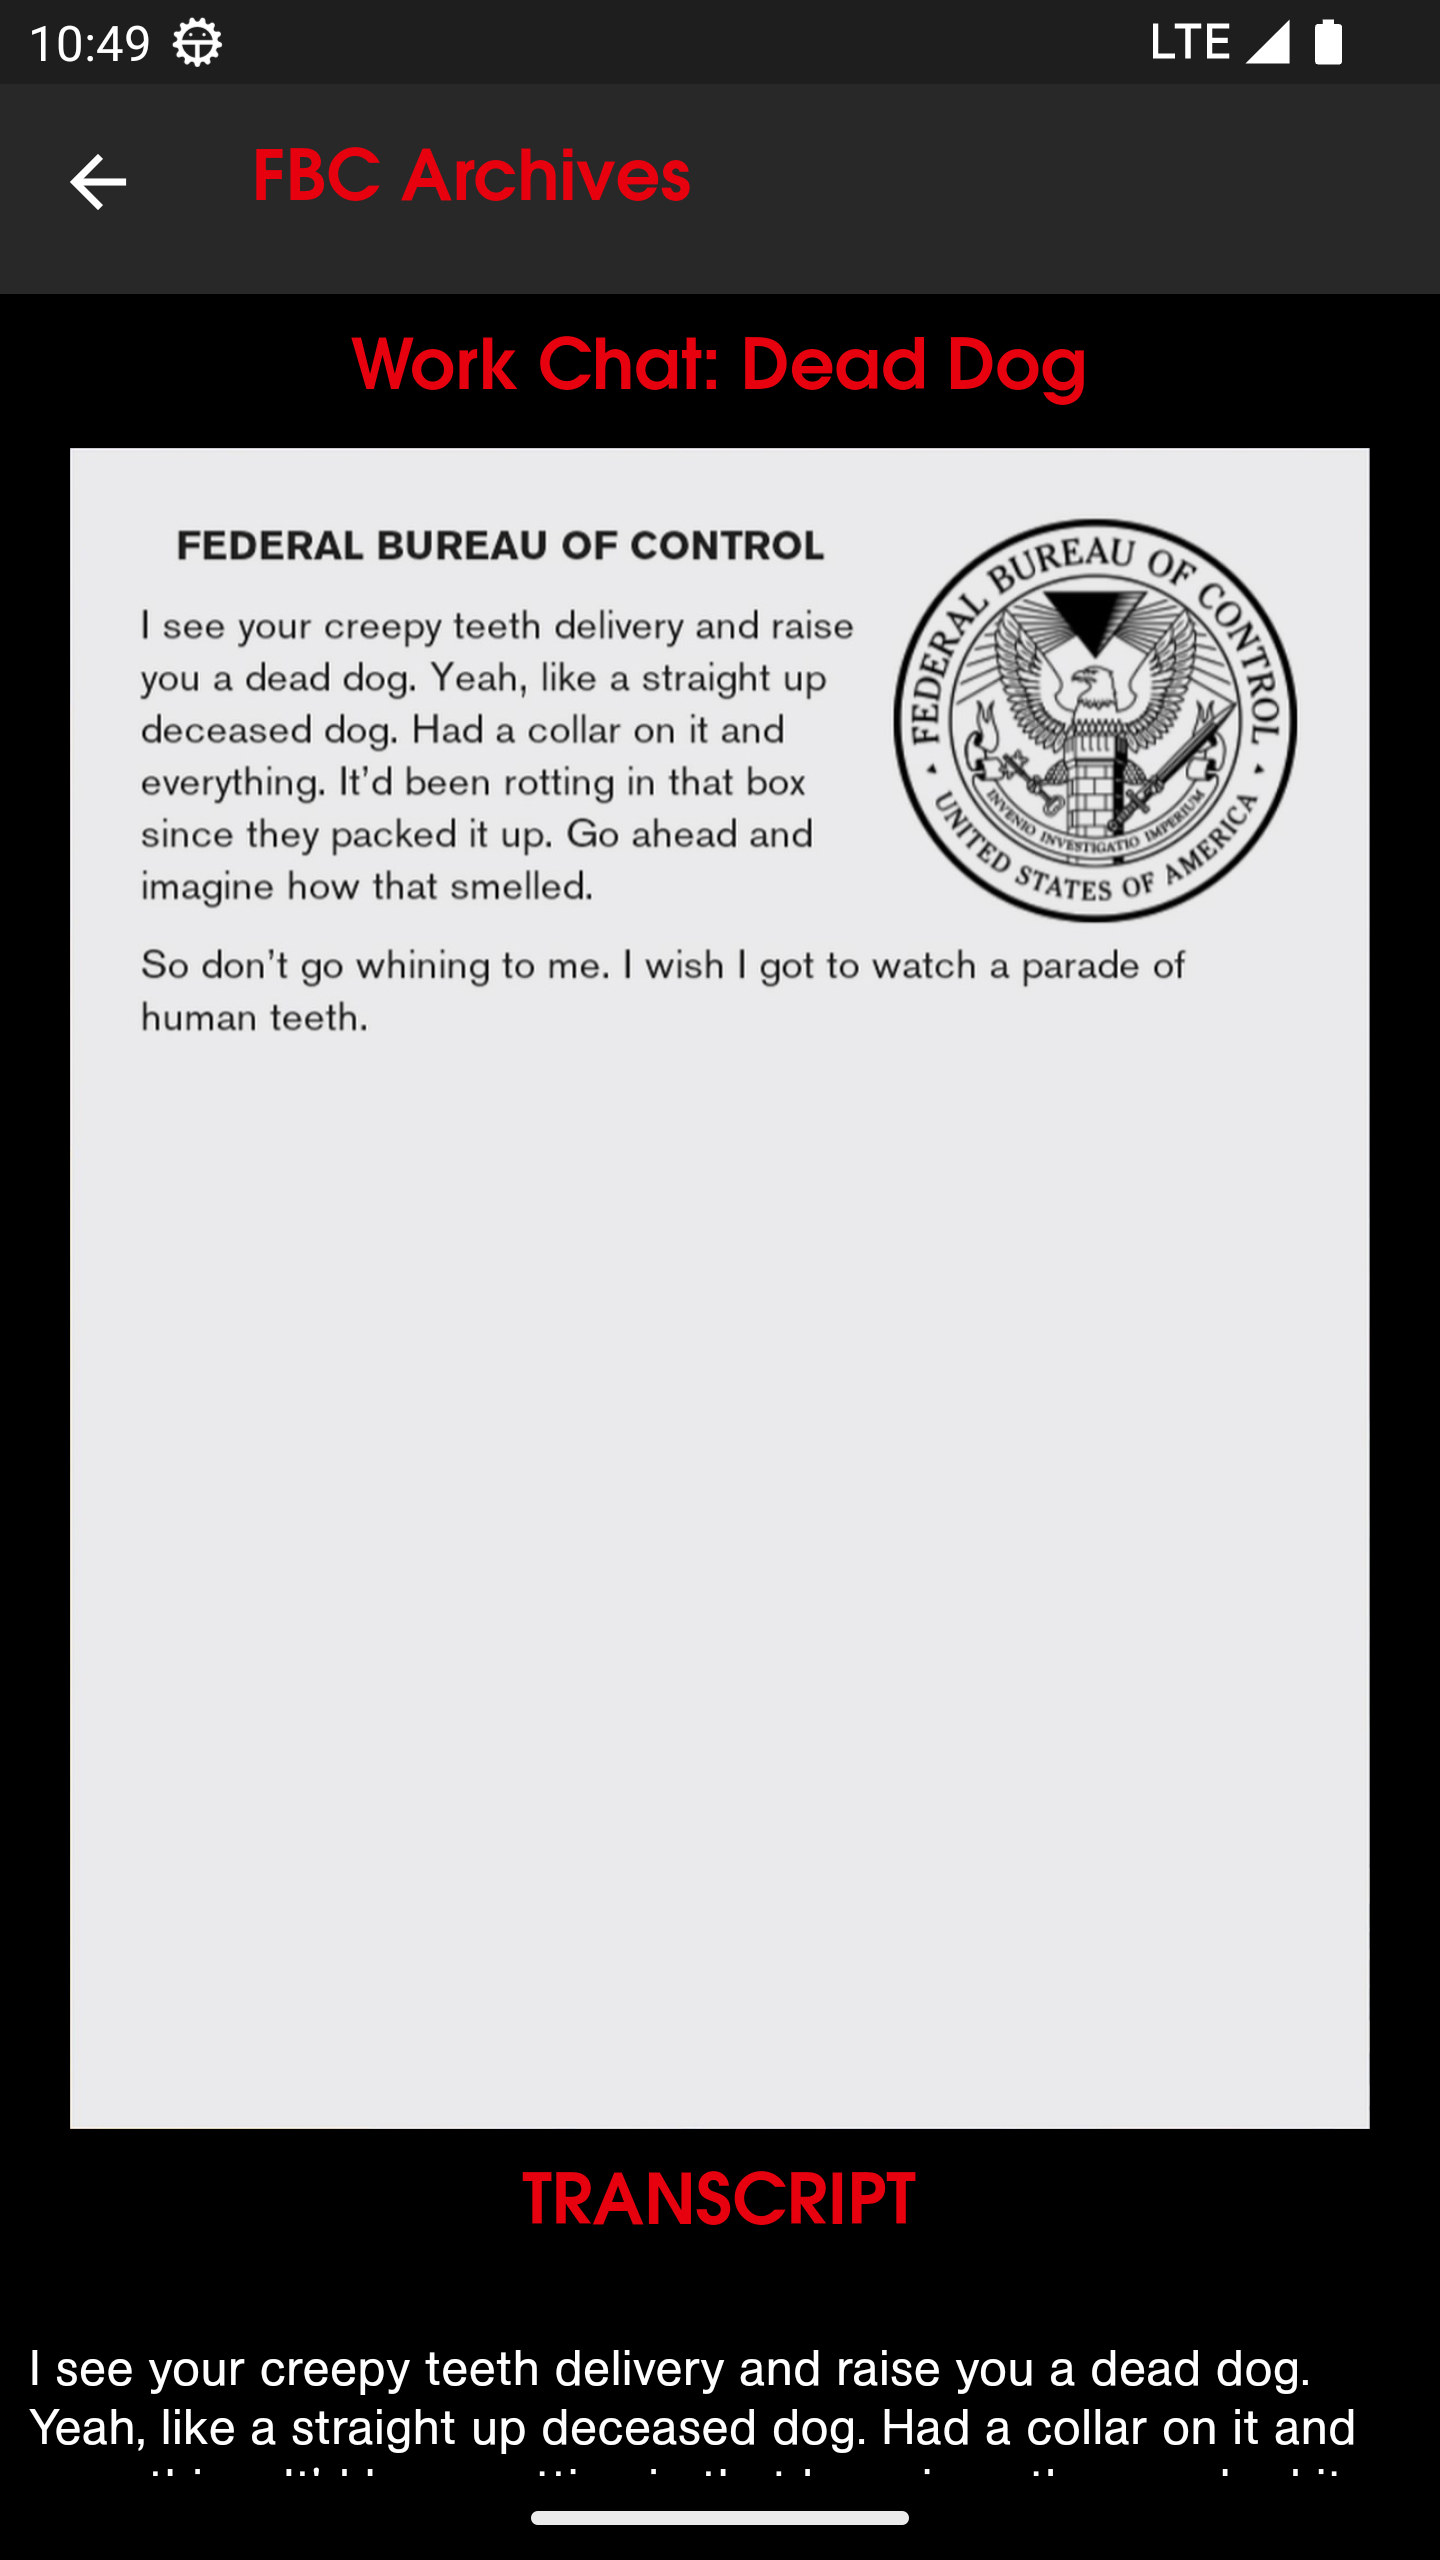 10:49
LTE
FBC Archives
Work Chat: Dead Dog
FEDERAL BUREAU OF CONTROL
I see your creepy teeth delivery and raise
you a dead dog. Yeah, like a straight up
deceased dog. Had a collar on it and
everything. It’d been rotting in that box
since they packed it up. Go ahead and
imagine how that smelled.
FEDERAL BUREAU OF CONTROL
INVENIO INVESTIGATIO IMPERIUM
UNITED STATES OF AMERICA
So don’t go whining to me. I wish I got to watch a parade of
human teeth.
TRANSCRIPT
I see your creepy teeth delivery and raise you a dead dog.
Yeah, like a straight up deceased dog. Had a collar on it and